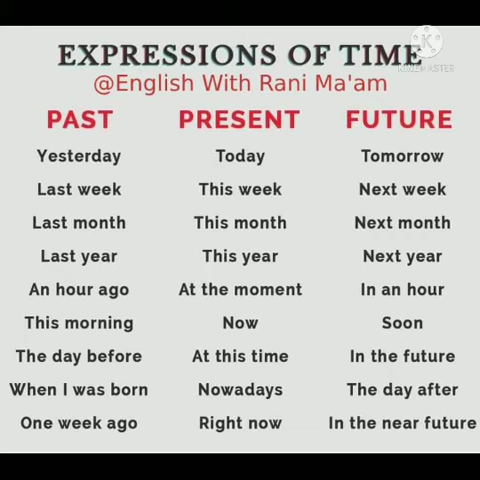 EXPRESSIONS OF TIME
@English With Rani Ma'am
PAST PRESENT FUTURE
Yesterday Today Tomorrow
Last week This week Next week
Last month This month Next month
Last year This year Next year
An hour ago At the moment In an hour
This morning Now Soon
The day before At this time In the future
When I was born Nowadays The day after
One week ago Right now In the near future
K
KINEMASTER